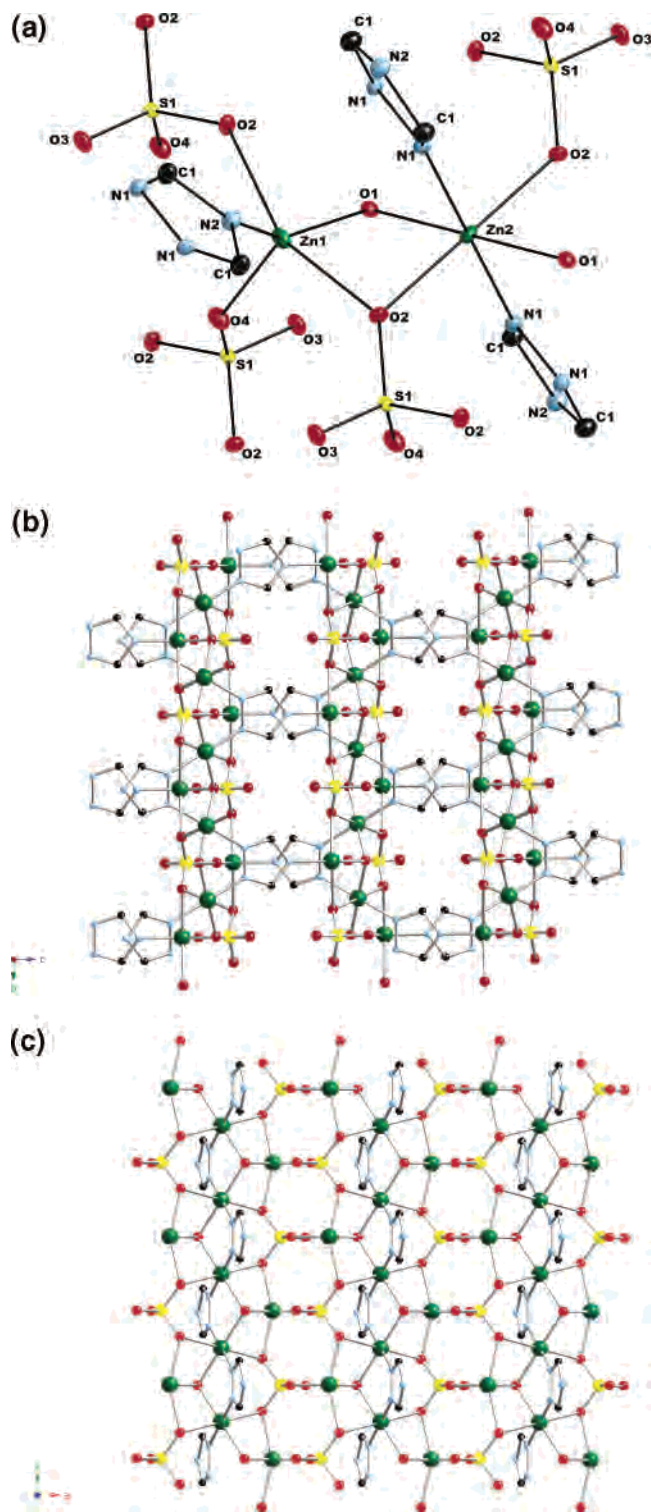 (a)
O2 O4 O3
C1 O2
N2 S1
S1 O2 N1
O3 O4 C1 O2
C1 N1
N1 N2 O1
Zn1 Zn2
N1 O1
C1
O4 O2 N1
O3 C1
O2 S1 N1
S1 N2
O2 C1
O2 O3 O4
(b)
(c)